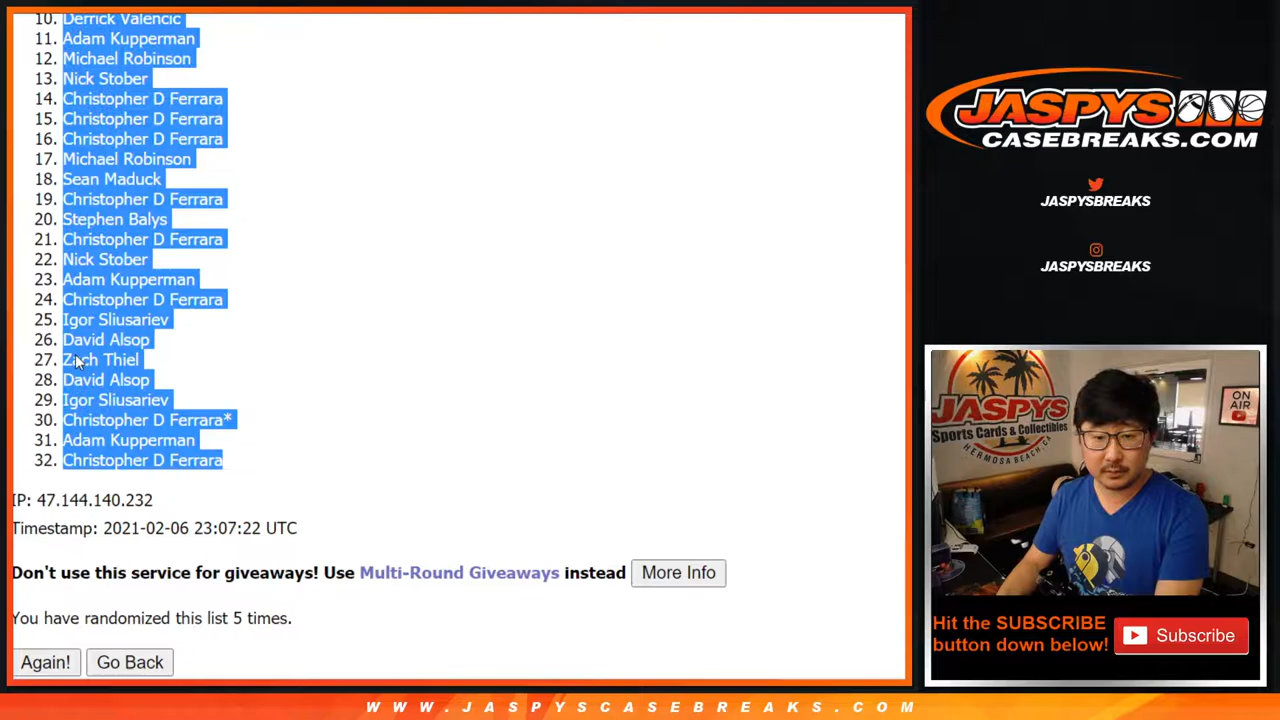 10. Derrick Valencic
11. Adam Kupperman
12. Michael Robinson
13. Nick Stober
14. Christopher D Ferrara
15. Christopher D Ferrara
16. Christopher D Ferrara
17. Michael Robinson
18. Sean Maduck
19. Christopher D Ferrara
20. Stephen Balys
21. Christopher D Ferrara
22. Nick Stober
23. Adam Kupperman
24. Christopher D Ferrara
25. Igor Sliusariev
26. David Alsop
27. Zach Thiel
28. David Alsop
29. Igor Sliusariev
30. Christopher D Ferrara*
31. Adam Kupperman
32. Christopher D Ferrara
IP: 47.144.140.232
Timestamp: 2021-02-06 23:07:22 UTC
Don't use this service for giveaways! Use Multi-Round Giveaways instead More Info
You have randomized this list 5 times.
Again! Go Back
JASPYS
CASEBREAKS.COM
JASPYSBREAKS
JASPYSBREAKS
JASPYS
Sports Cards & Collectibles
HERMOSA BEACH, CA
ON
AIR
Hit the SUBSCRIBE
button down below!
Subscribe
WWW.JASPYSCASEBREAKS.COM